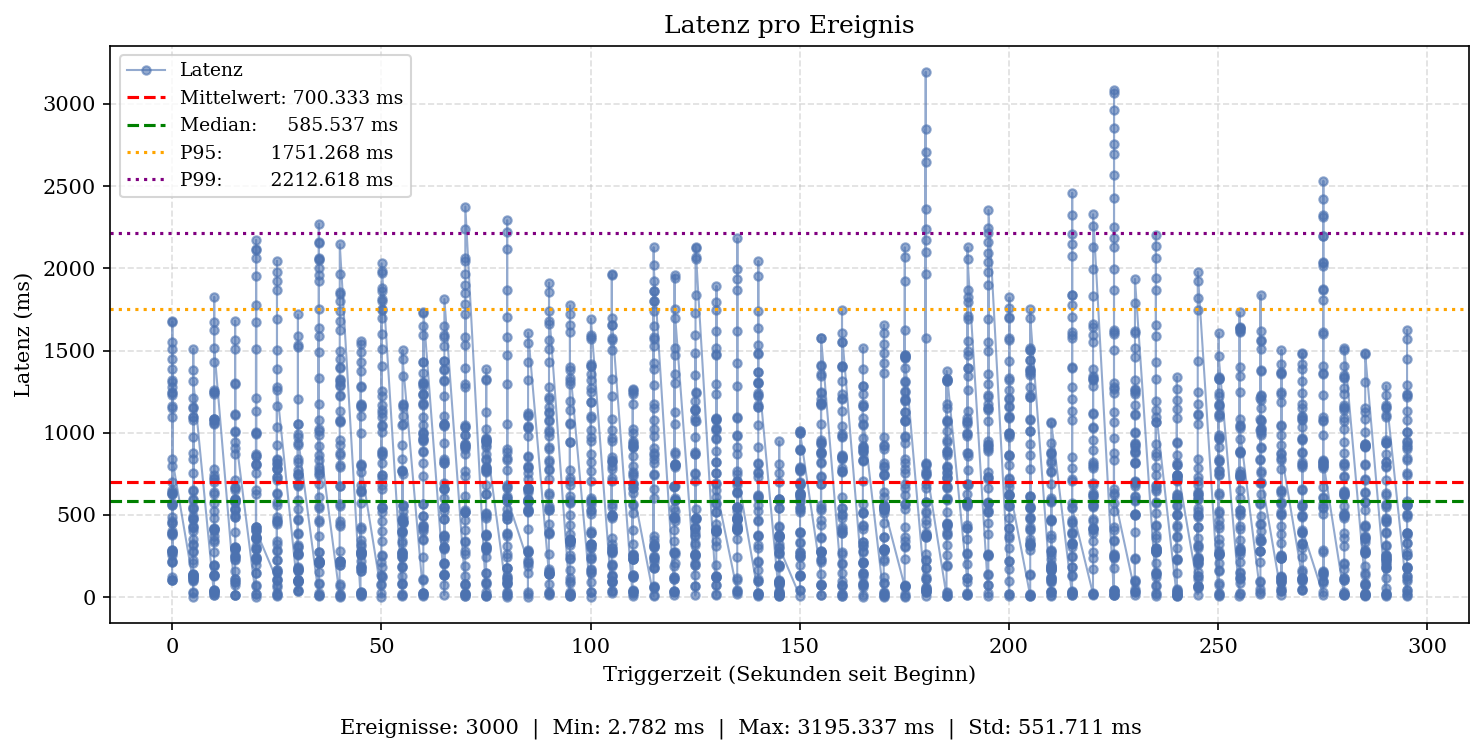 Latenz pro Ereignis
Latenz
Mittelwert: 700.333 ms
Median: 585.537 ms
P95: 1751.268 ms
P99: 2212.618 ms
Latenz (ms)
3000
2500
2000
1500
1000
500
0
0 50 100 150 200 250 300
Triggerzeit (Sekunden seit Beginn)
Ereignisse: 3000 | Min: 2.782 ms | Max: 3195.337 ms | Std: 551.711 ms